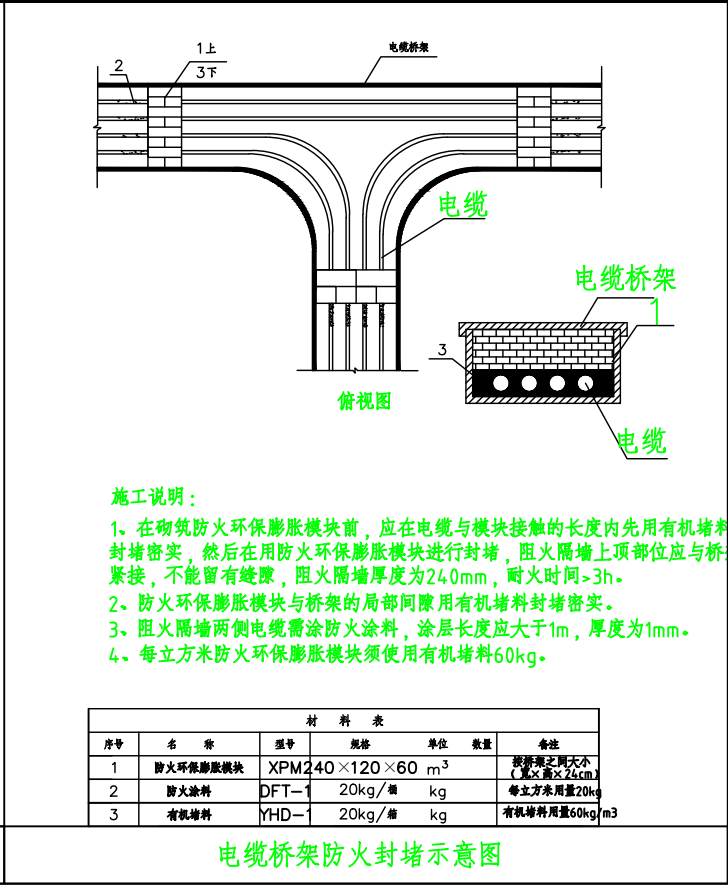 1上
3下
2
电缆桥架
电缆
电缆桥架
1
3
电缆
俯视图
施工说明：
1、在砌筑防火环保膨胀模块前，应在电缆与模块接触的长度内先用有机堵料
封堵密实，然后在用防火环保膨胀模块进行封堵，阻火隔墙上顶部位应与桥
紧接，不能留有缝隙，阻火隔墙厚度为240mm，耐火时间>3h。
2、防火环保膨胀模块与桥架的局部间隙用有机堵料封堵密实。
3、阻火隔墙两侧电缆需涂防火涂料，涂层长度应大于1m，厚度为1mm。
4、每立方米防火环保膨胀模块须使用有机堵料60kg。
材 料 表
序号 名 称 型号 规格 单位 数量 备注
1 防火环保膨胀模块 XPM240×120×60 m³ 按桥架之间大小
(宽×高×24cm)
2 防火涂料 DFT-1 20kg/桶 kg 每立方米用量20kg
3 有机堵料 YHD-1 20kg/箱 kg 有机堵料用量60kg/m3
电缆桥架防火封堵示意图